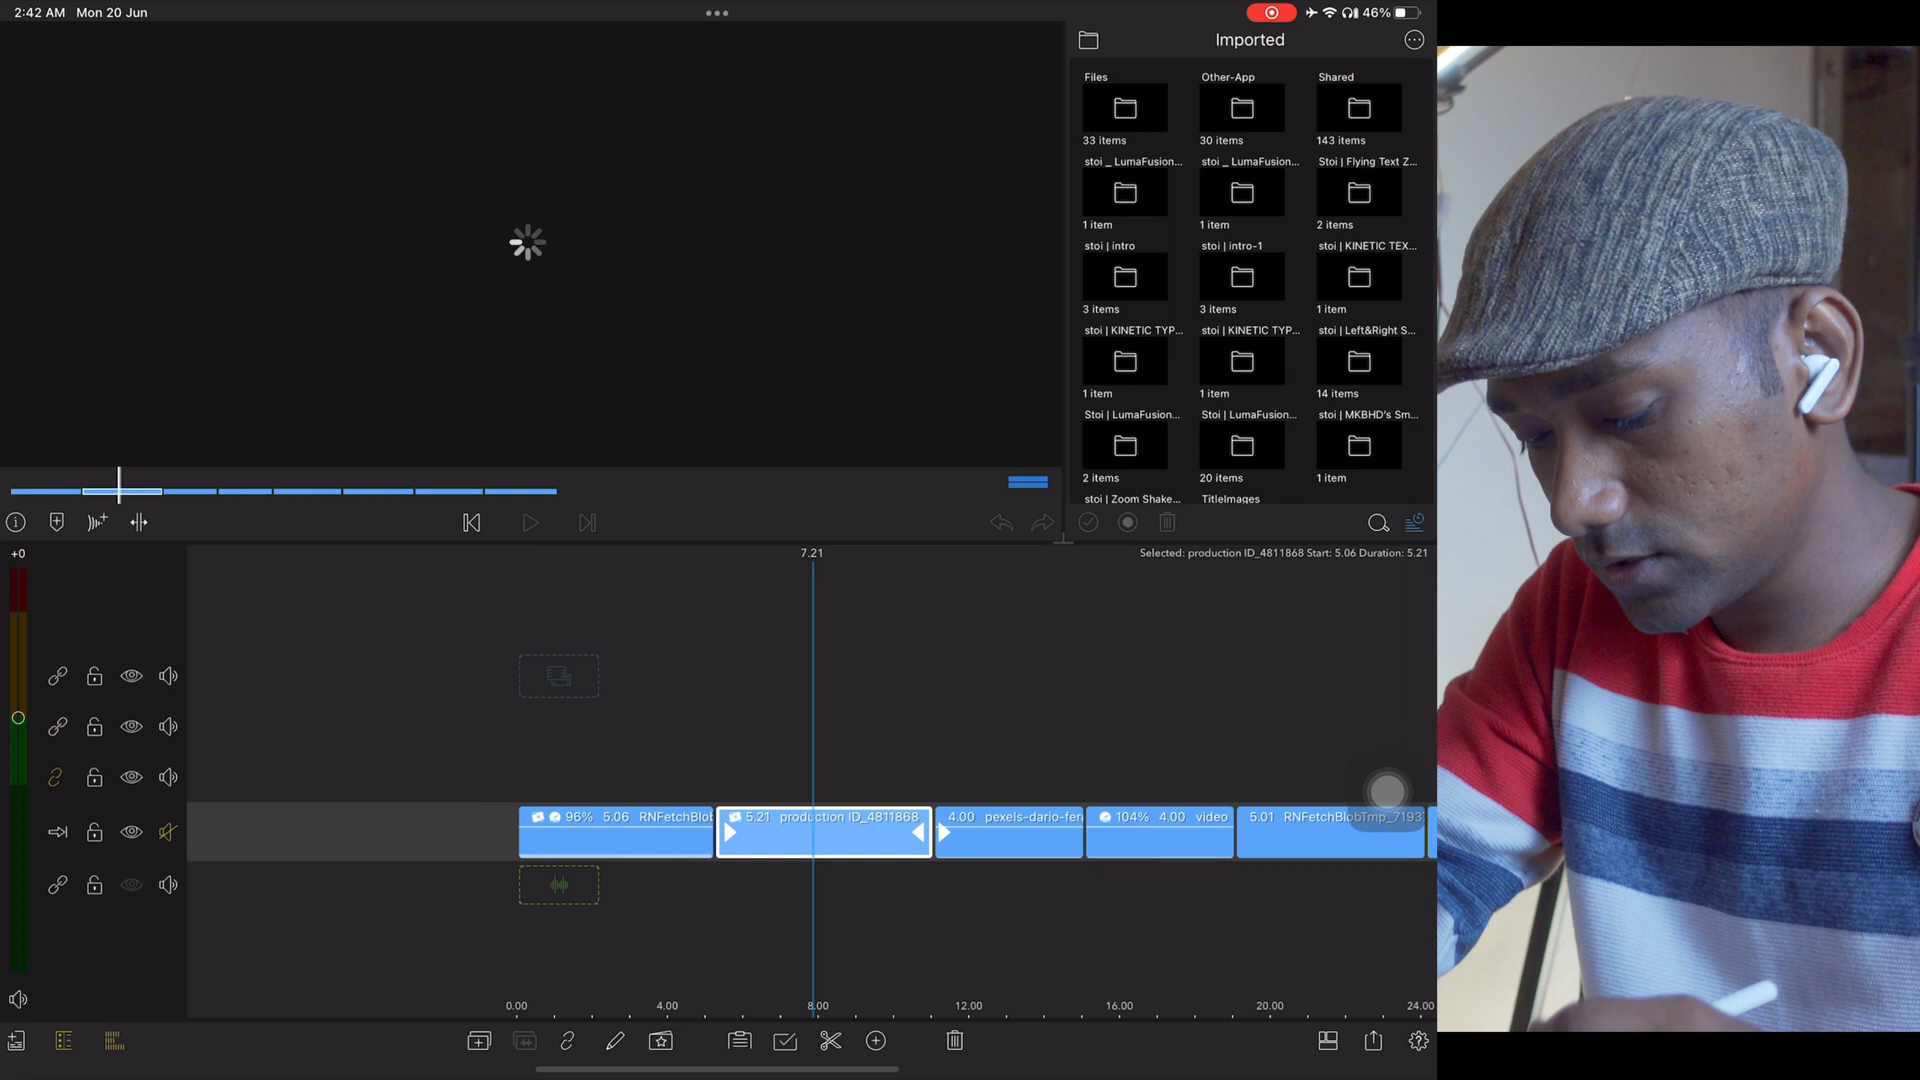 2:42 AM Mon 20 Jun
46%
Imported
Files Other-App Shared
33 items 30 items 143 items
stoi _ LumaFusion... stoi _ LumaFusion... Stoi | Flying Text Z...
1 item 1 item 2 items
stoi | intro stoi | intro-1 stoi | KINETIC TEX...
3 items 3 items 1 item
stoi | KINETIC TYP... stoi | KINETIC TYP... stoi | Left&Right S...
1 item 1 item 14 items
Stoi | LumaFusion... Stoi | LumaFusion... stoi | MKBHD's Sm...
2 items 20 items 1 item
stoi | Zoom Shake... TitleImages
+0
7.21
Selected: production ID_4811868 Start: 5.06 Duration: 5.21
96% 5.06 RNFetchBlob
5.21 production ID_4811868
4.00 pexels-dario-fer
104% 4.00 video
5.01 RNFetchBlobTmp_7193
0.00 4.00 8.00 12.00 16.00 20.00 24.00